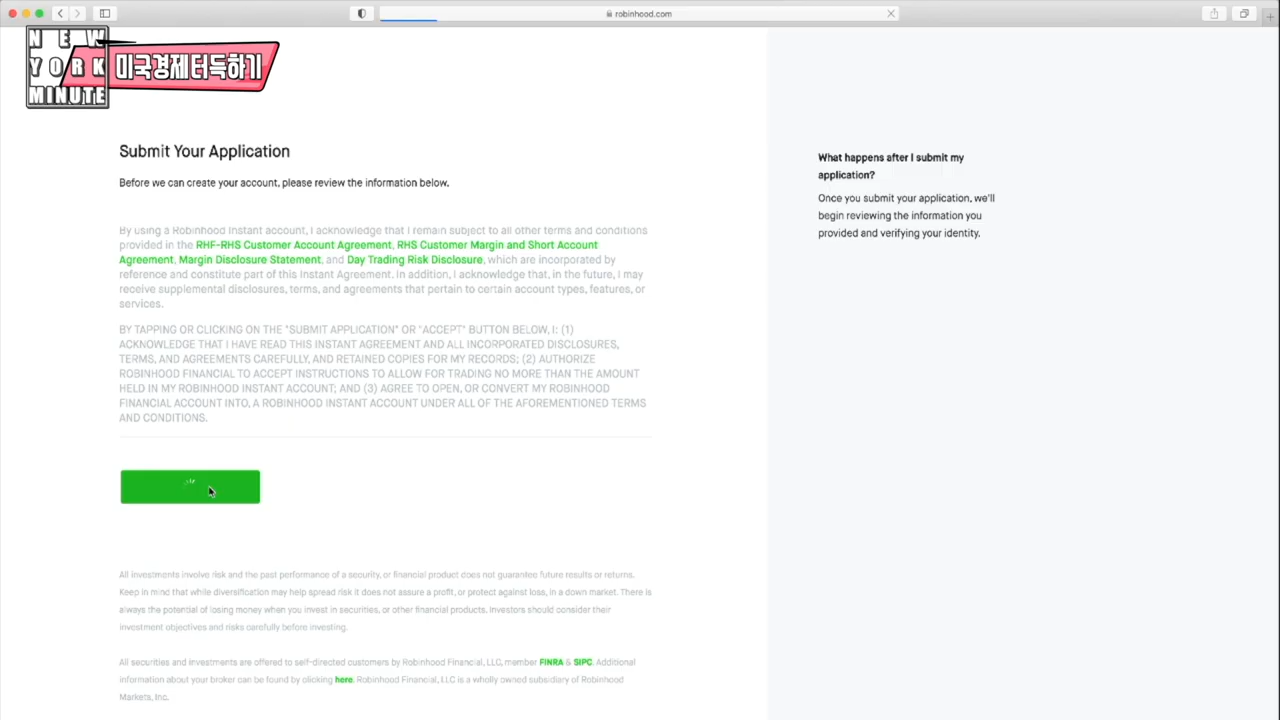 robinhood.com
NEW
YORK
MINUTE
미국경제터득하기
Submit Your Application
Before we can create your account, please review the information below.
By using a Robinhood Instant account, I acknowledge that I remain subject to all other terms and conditions
provided in the RHF-RHS Customer Account Agreement, RHS Customer Margin and Short Account
Agreement, Margin Disclosure Statement, and Day Trading Risk Disclosure, which are incorporated by
reference and constitute part of this Instant Agreement. In addition, I acknowledge that, in the future, I may
receive supplemental disclosures, terms, and agreements that pertain to certain account types, features, or
services.
BY TAPPING OR CLICKING ON THE "SUBMIT APPLICATION" OR "ACCEPT" BUTTON BELOW, I: (1)
ACKNOWLEDGE THAT I HAVE READ THIS INSTANT AGREEMENT AND ALL INCORPORATED DISCLOSURES,
TERMS, AND AGREEMENTS CAREFULLY, AND RETAINED COPIES FOR MY RECORDS; (2) AUTHORIZE
ROBINHOOD FINANCIAL TO ACCEPT INSTRUCTIONS TO ALLOW FOR TRADING NO MORE THAN THE AMOUNT
HELD IN MY ROBINHOOD INSTANT ACCOUNT; AND (3) AGREE TO OPEN, OR CONVERT MY ROBINHOOD
FINANCIAL ACCOUNT INTO, A ROBINHOOD INSTANT ACCOUNT UNDER ALL OF THE AFOREMENTIONED TERMS
AND CONDITIONS.
All investments involve risk and the past performance of a security, or financial product does not guarantee future results or returns.
Keep in mind that while diversification may help spread risk it does not assure a profit, or protect against loss, in a down market. There is
always the potential of losing money when you invest in securities, or other financial products. Investors should consider their
investment objectives and risks carefully before investing.
All securities and investments are offered to self-directed customers by Robinhood Financial, LLC, member FINRA & SIPC. Additional
information about your broker can be found by clicking here. Robinhood Financial, LLC is a wholly owned subsidiary of Robinhood
Markets, Inc.
What happens after I submit my
application?
Once you submit your application, we'll
begin reviewing the information you
provided and verifying your identity.